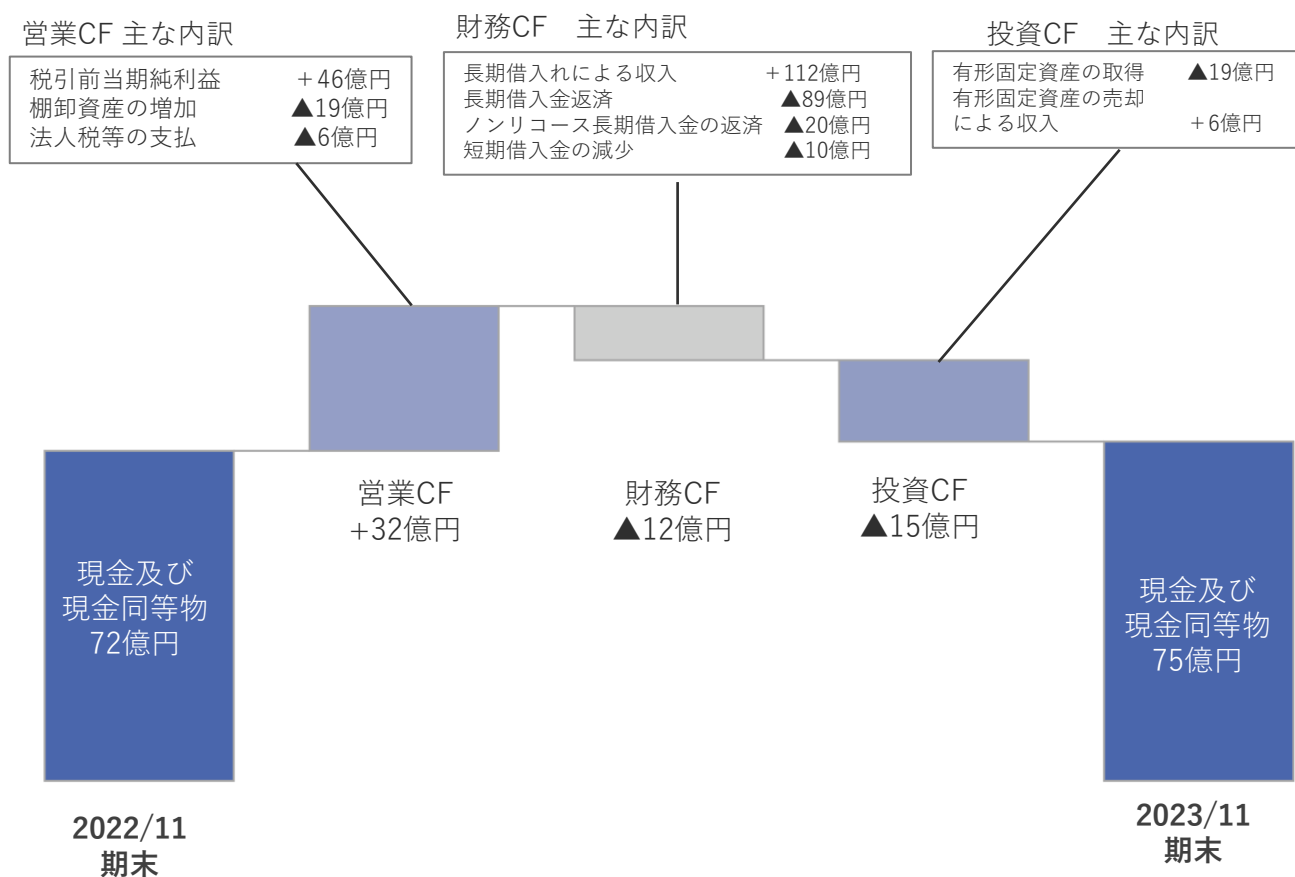 営業CF 主な内訳
税引前当期純利益 +46億円
棚卸資産の増加 ▲19億円
法人税等の支払 ▲6億円
財務CF 主な内訳
長期借入れによる収入 +112億円
長期借入金返済 ▲89億円
ノンリコース長期借入金の返済 ▲20億円
短期借入金の減少 ▲10億円
投資CF 主な内訳
有形固定資産の取得 ▲19億円
有形固定資産の売却
による収入 +6億円
営業CF
+32億円
財務CF
▲12億円
投資CF
▲15億円
現金及び
現金同等物
72億円
現金及び
現金同等物
75億円
2022/11
期末
2023/11
期末